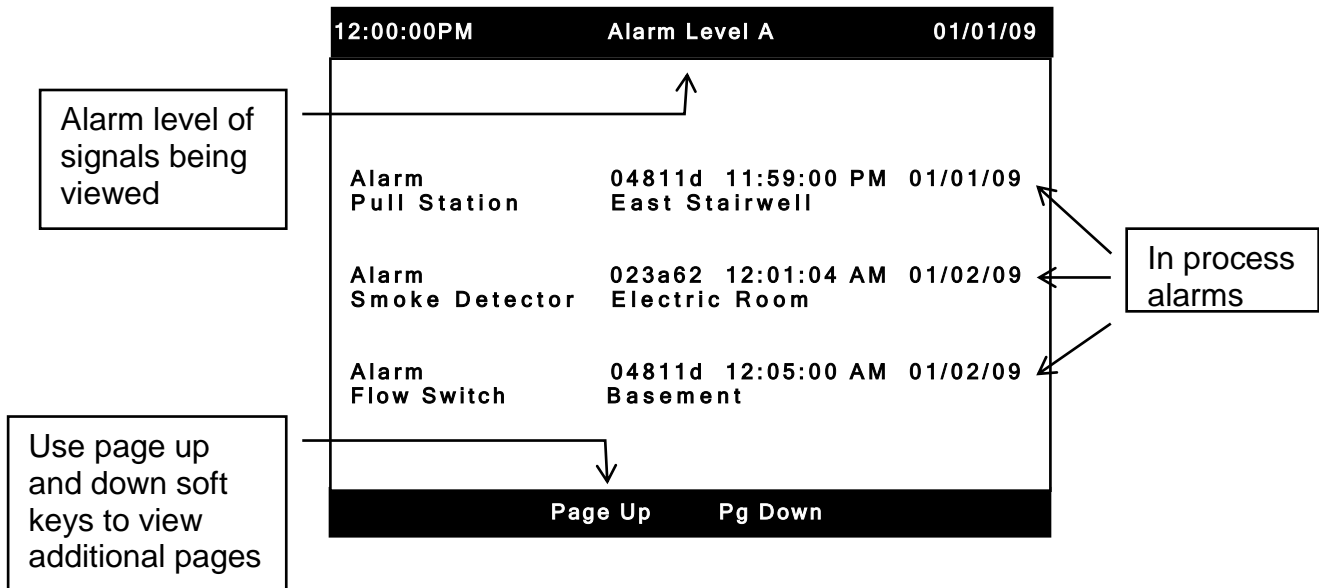 12:00:00PM Alarm Level A 01/01/09
Alarm level of
signals being
viewed
Alarm 04811d 11:59:00 PM 01/01/09
Pull Station East Stairwell
Alarm 023a62 12:01:04 AM 01/02/09
Smoke Detector Electric Room
In process
alarms
Alarm 04811d 12:05:00 AM 01/02/09
Flow Switch Basement
Use page up
and down soft
keys to view
additional pages
Page Up Pg Down